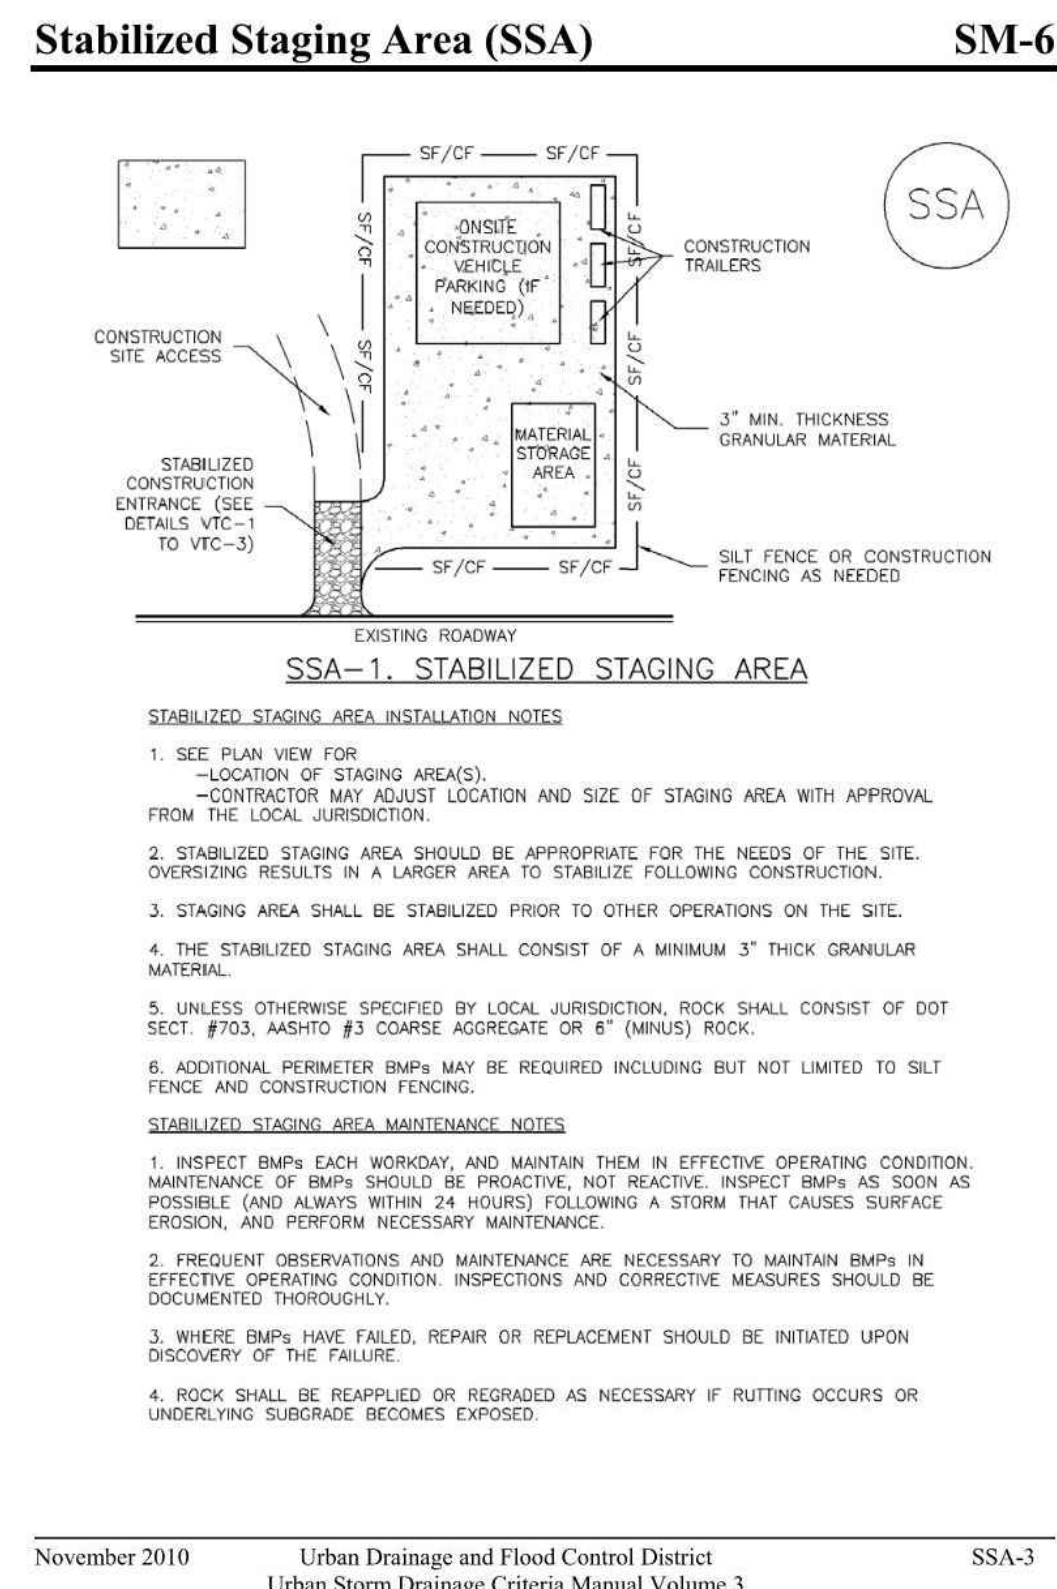 Stabilized Staging Area (SSA) SM-6
SF/CF SF/CF
SSA
SF/CF
SF/CF
ONSITE
CONSTRUCTION
VEHICLE
PARKING (IF
NEEDED)
CONSTRUCTION
TRAILERS
CONSTRUCTION
SITE ACCESS
SF/CF
SF/CF
3" MIN. THICKNESS
GRANULAR MATERIAL
MATERIAL
STORAGE
AREA
STABILIZED
CONSTRUCTION
ENTRANCE (SEE
DETAILS VTC-1
TO VTC-3)
SF/CF
SF/CF SF/CF
SILT FENCE OR CONSTRUCTION
FENCING AS NEEDED
EXISTING ROADWAY
SSA-1. STABILIZED STAGING AREA
STABILIZED STAGING AREA INSTALLATION NOTES
1. SEE PLAN VIEW FOR
-LOCATION OF STAGING AREA(S).
-CONTRACTOR MAY ADJUST LOCATION AND SIZE OF STAGING AREA WITH APPROVAL
FROM THE LOCAL JURISDICTION.
2. STABILIZED STAGING AREA SHOULD BE APPROPRIATE FOR THE NEEDS OF THE SITE.
OVERSIZING RESULTS IN A LARGER AREA TO STABILIZE FOLLOWING CONSTRUCTION.
3. STAGING AREA SHALL BE STABILIZED PRIOR TO OTHER OPERATIONS ON THE SITE.
4. THE STABILIZED STAGING AREA SHALL CONSIST OF A MINIMUM 3" THICK GRANULAR
MATERIAL.
5. UNLESS OTHERWISE SPECIFIED BY LOCAL JURISDICTION, ROCK SHALL CONSIST OF DOT
SECT. #703, AASHTO #3 COARSE AGGREGATE OR 6" (MINUS) ROCK.
6. ADDITIONAL PERIMETER BMPs MAY BE REQUIRED INCLUDING BUT NOT LIMITED TO SILT
FENCE AND CONSTRUCTION FENCING.
STABILIZED STAGING AREA MAINTENANCE NOTES
1. INSPECT BMPs EACH WORKDAY, AND MAINTAIN THEM IN EFFECTIVE OPERATING CONDITION.
MAINTENANCE OF BMPs SHOULD BE PROACTIVE, NOT REACTIVE. INSPECT BMPs AS SOON AS
POSSIBLE (AND ALWAYS WITHIN 24 HOURS) FOLLOWING A STORM THAT CAUSES SURFACE
EROSION, AND PERFORM NECESSARY MAINTENANCE.
2. FREQUENT OBSERVATIONS AND MAINTENANCE ARE NECESSARY TO MAINTAIN BMPs IN
EFFECTIVE OPERATING CONDITION. INSPECTIONS AND CORRECTIVE MEASURES SHOULD BE
DOCUMENTED THOROUGHLY.
3. WHERE BMPs HAVE FAILED, REPAIR OR REPLACEMENT SHOULD BE INITIATED UPON
DISCOVERY OF THE FAILURE.
4. ROCK SHALL BE REAPPLIED OR REGRADED AS NECESSARY IF RUTTING OCCURS OR
UNDERLYING SUBGRADE BECOMES EXPOSED.
November 2010 Urban Drainage and Flood Control District SSA-3
Urban Storm Drainage Criteria Manual Volume 3